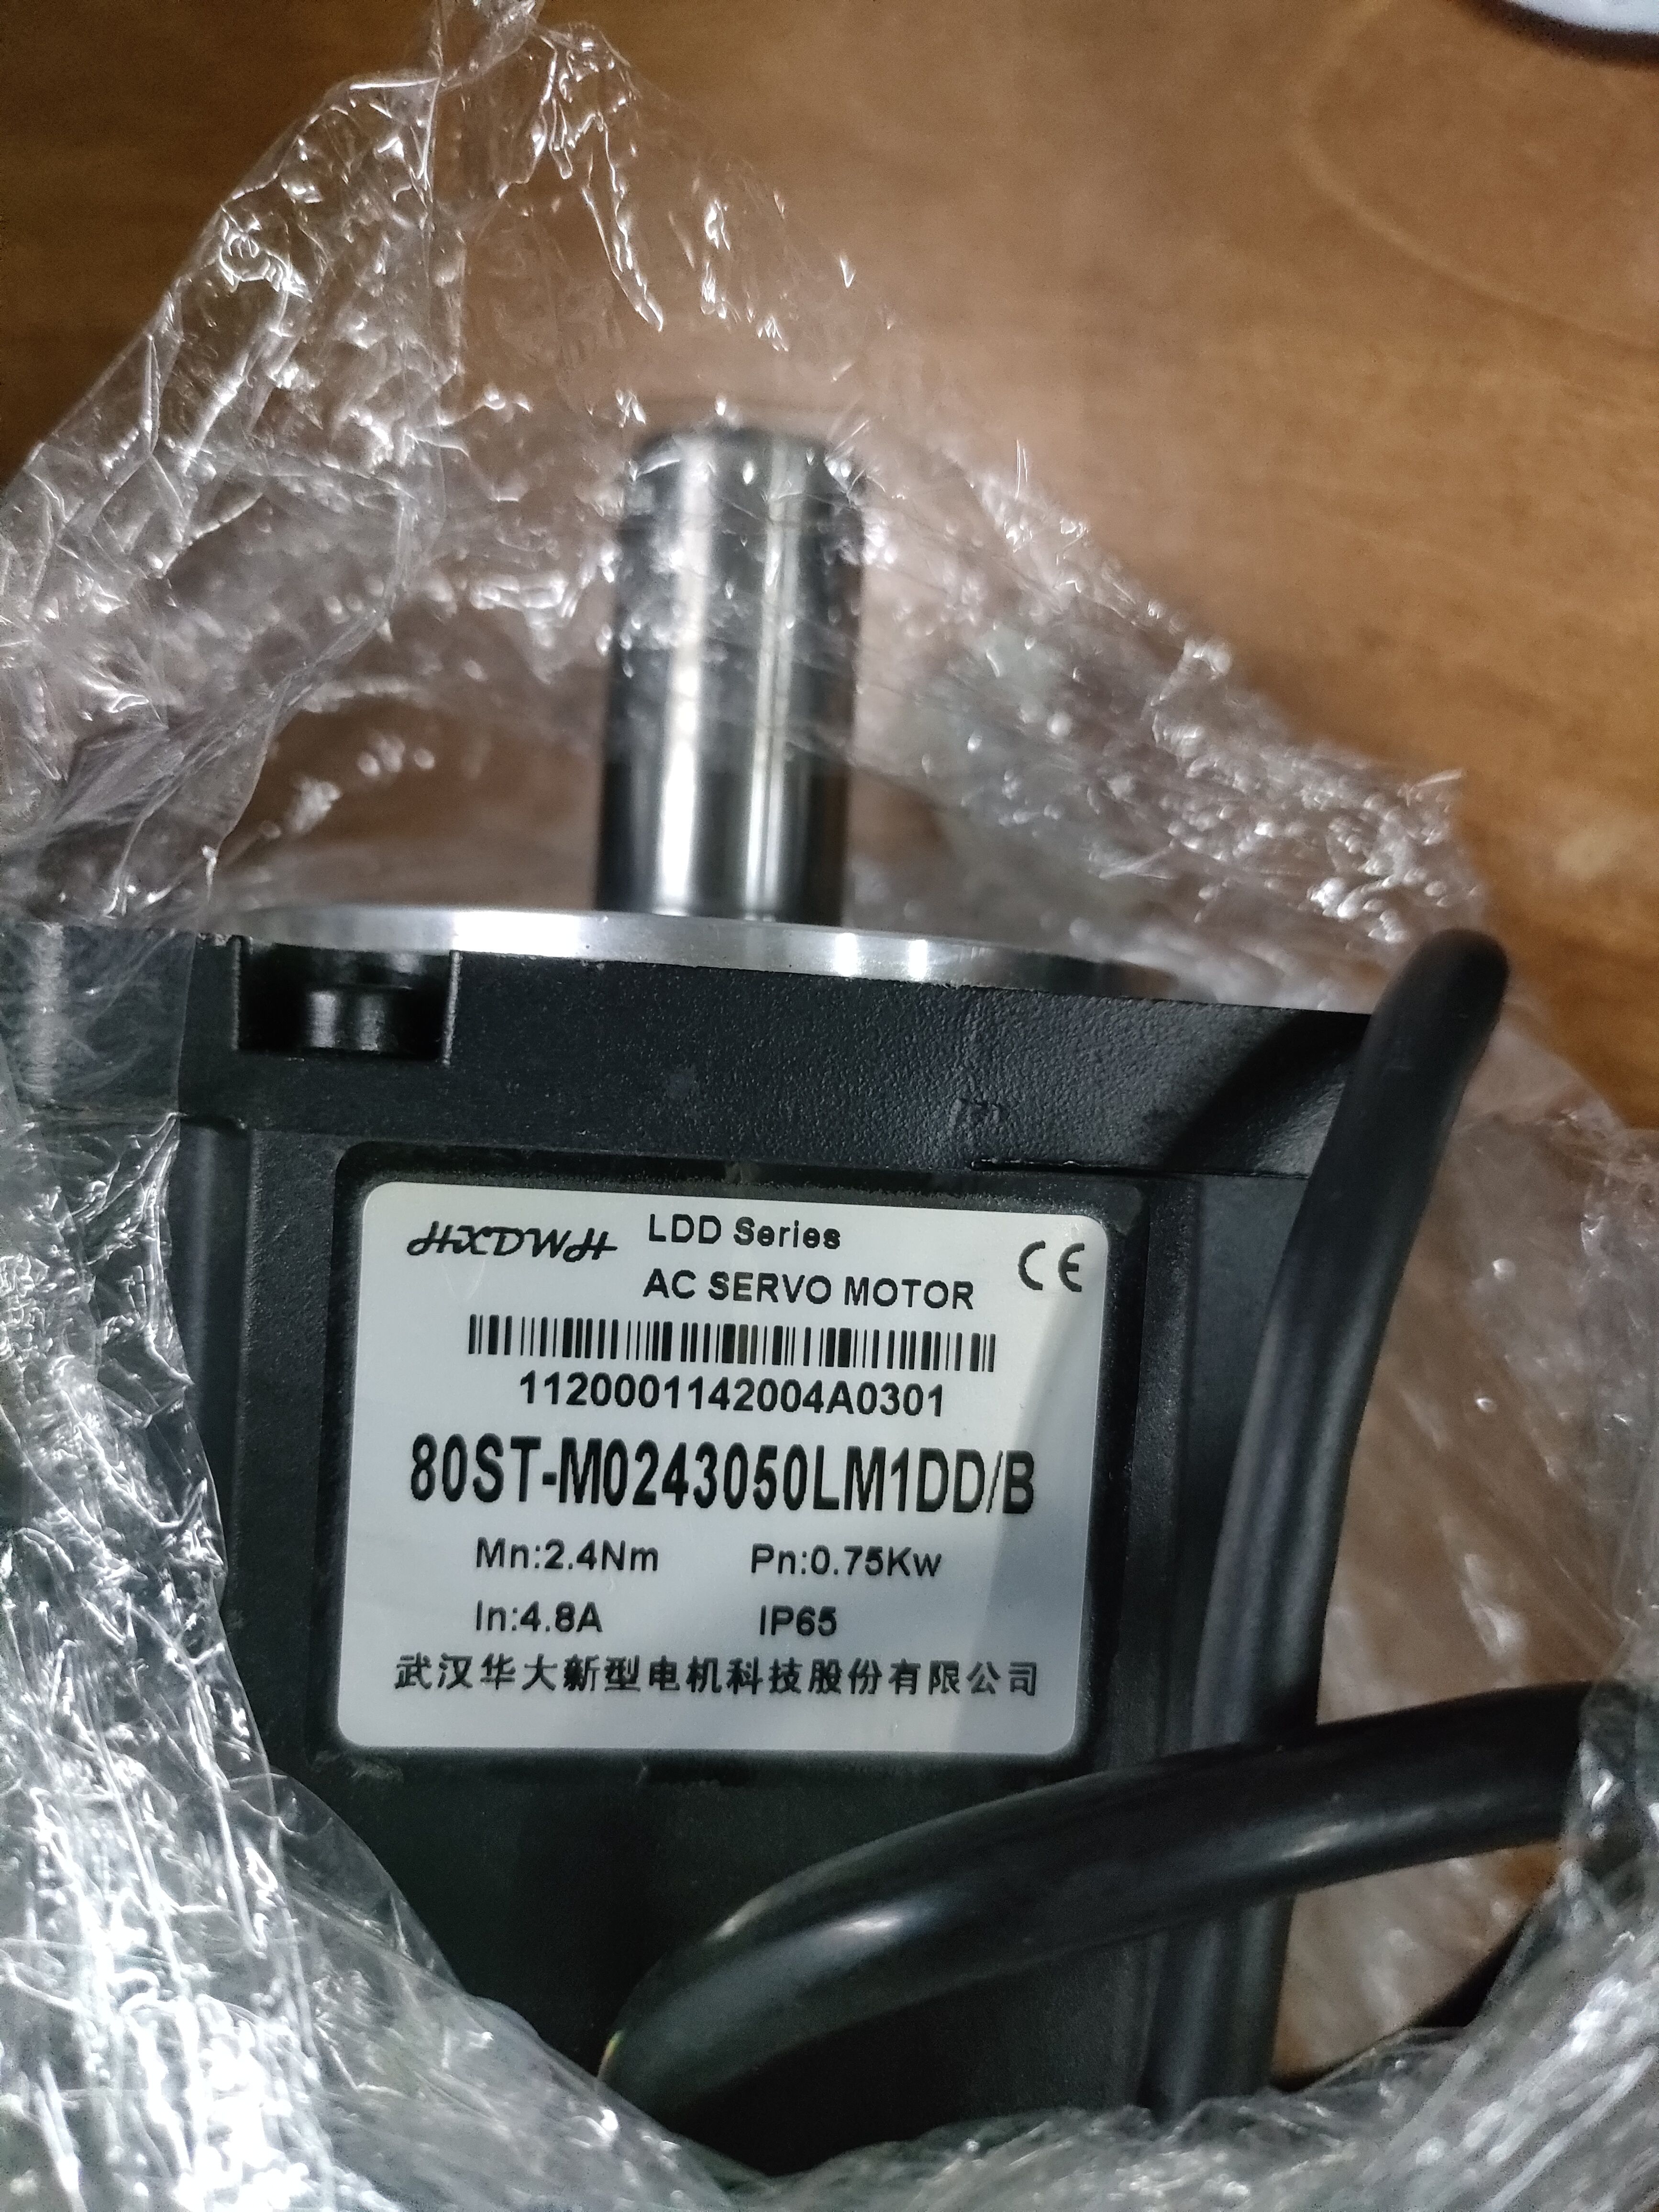 HXDWH LDD Series
AC SERVO MOTOR CE
1120001142004A0301
80ST-M0243050LM1DD/B
Mn:2.4Nm Pn:0.75Kw
In:4.8A IP65
武汉华大新型电机科技股份有限公司